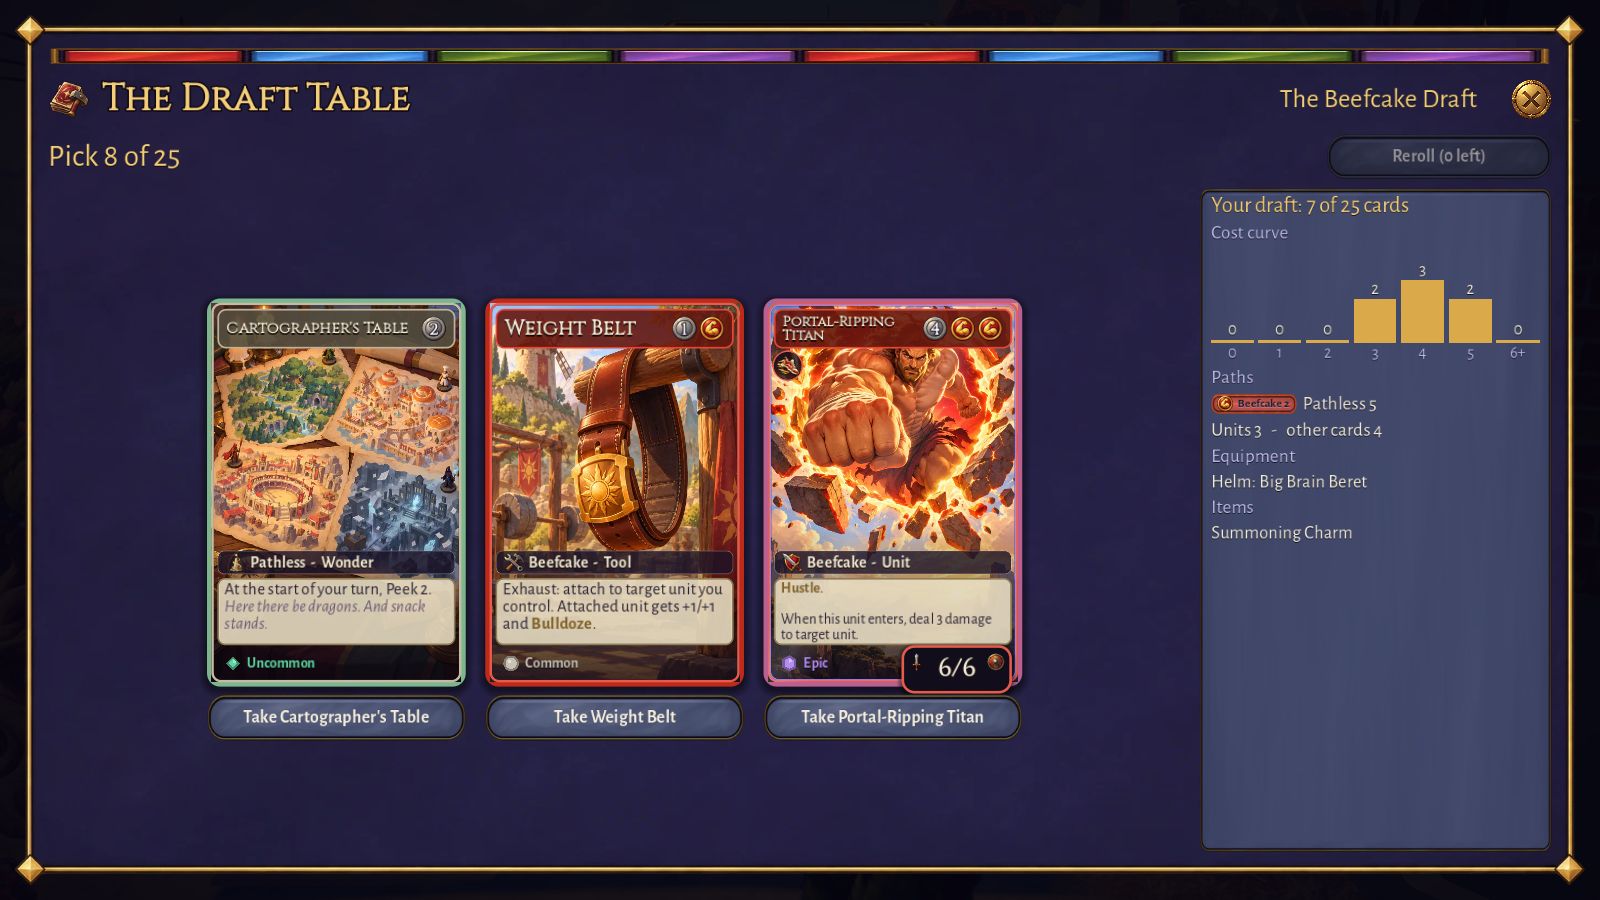 The Draft Table
The Beefcake Draft
Pick 8 of 25
Reroll (0 left)
Your draft: 7 of 25 cards
Cost curve
0 0 0 2 3 2 0
0 1 2 3 4 5 6+
Paths
Beefcake 2 Pathless 5
Units 3 - other cards 4
Equipment
Helm: Big Brain Beret
Items
Summoning Charm
Cartographer's Table 2
Pathless - Wonder
At the start of your turn, Peek 2.
Here there be dragons. And snack
stands.
Uncommon
Take Cartographer's Table
Weight Belt 1
Beefcake - Tool
Exhaust: attach to target unit you
control. Attached unit gets +1/+1
and Bulldoze.
Common
Take Weight Belt
Portal-Ripping
Titan 4
Beefcake - Unit
Hustle.
When this unit enters, deal 3 damage
to target unit.
Epic
6/6
Take Portal-Ripping Titan